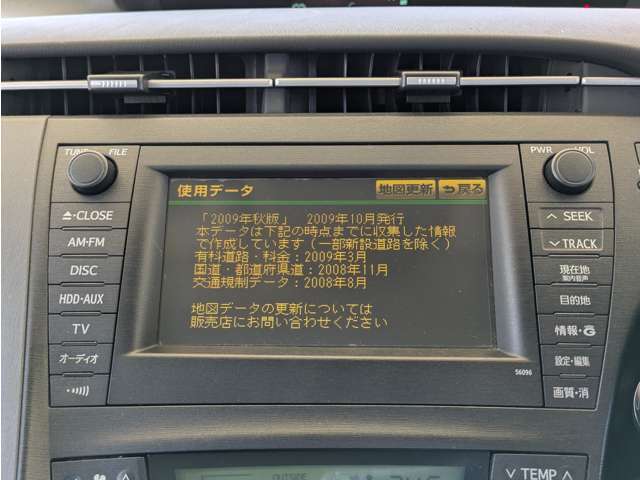 TUNE FILE
PWR VOL
使用データ 地図更新 戻る
「2009年秋版」 2009年10月発行
本データは下記の時点までに収集した情報
で作成しています（一部新設道路を除く）
有料道路・料金：2009年3月
国道・都道府県道：2008年11月
交通規制データ：2008年8月
地図データの更新については
販売店にお問い合わせください
CLOSE
AM•FM
DISC
HDD•AUX
TV
オーディオ
SEEK
TRACK
現在地
案内音声
目的地
情報•G
設定•編集
画質•消
56096
OUTSIDE
TEMP